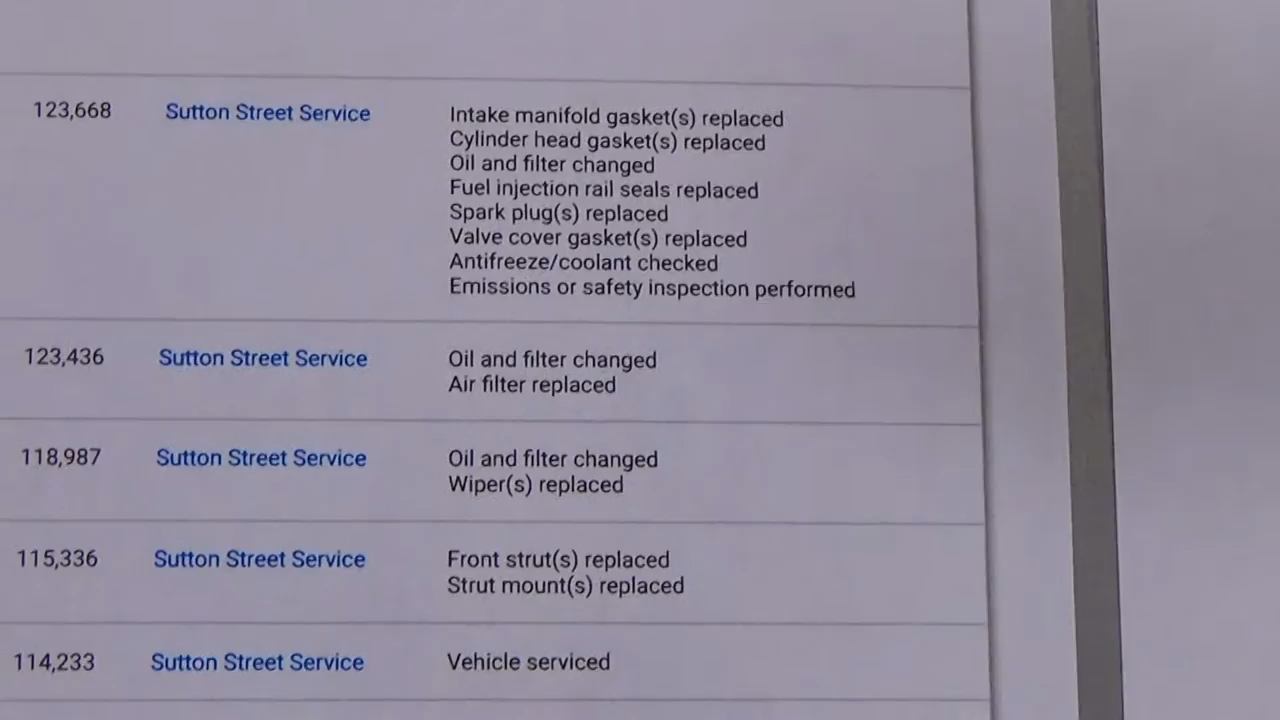 123,668 Sutton Street Service Intake manifold gasket(s) replaced
Cylinder head gasket(s) replaced
Oil and filter changed
Fuel injection rail seals replaced
Spark plug(s) replaced
Valve cover gasket(s) replaced
Antifreeze/coolant checked
Emissions or safety inspection performed
123,436 Sutton Street Service Oil and filter changed
Air filter replaced
118,987 Sutton Street Service Oil and filter changed
Wiper(s) replaced
115,336 Sutton Street Service Front strut(s) replaced
Strut mount(s) replaced
114,233 Sutton Street Service Vehicle serviced